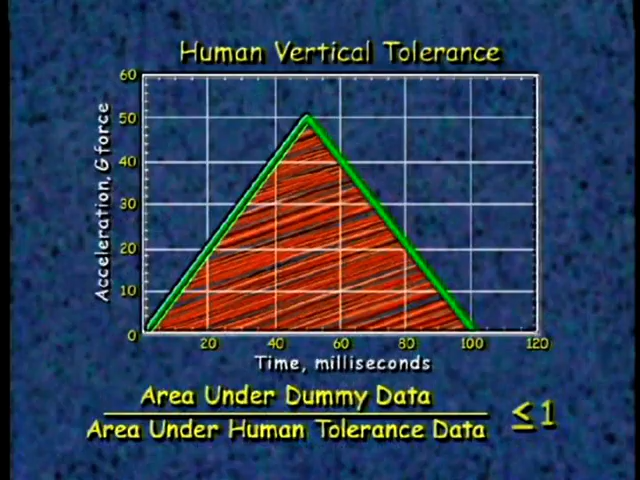 Human Vertical Tolerance
60
50
40
30
20
10
0
Acceleration, G force
20 40 60 80 100 120
Time, milliseconds
Area Under Dummy Data
Area Under Human Tolerance Data
≤ 1